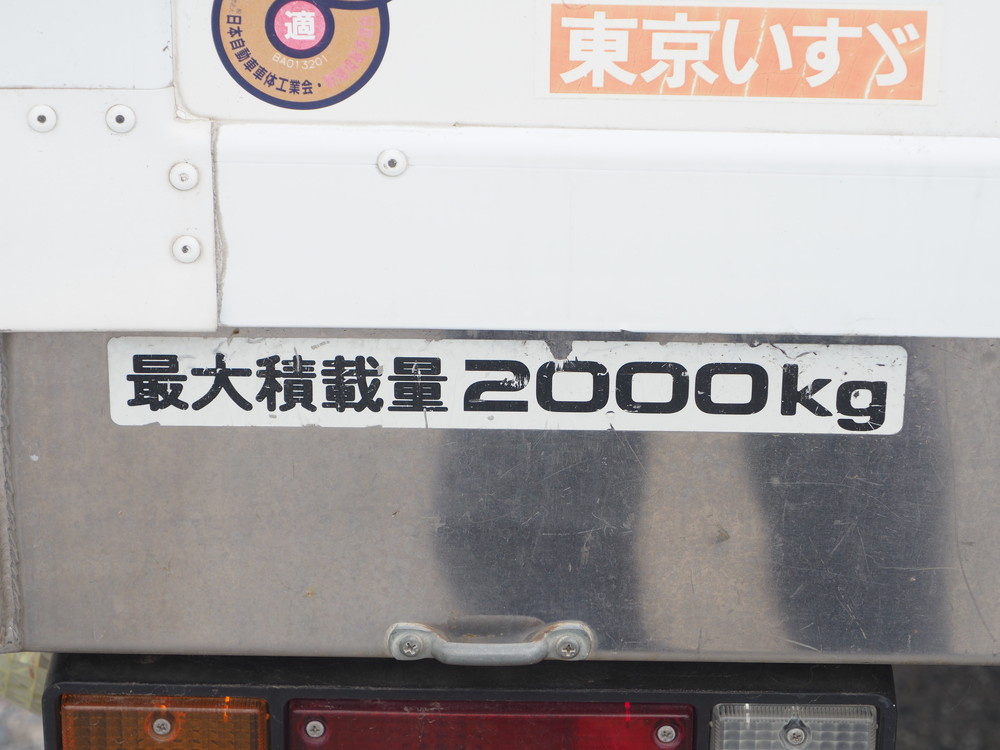 適
BA013201
日本自動車車体工業会・
東京いすゞ
最大積載量2000kg